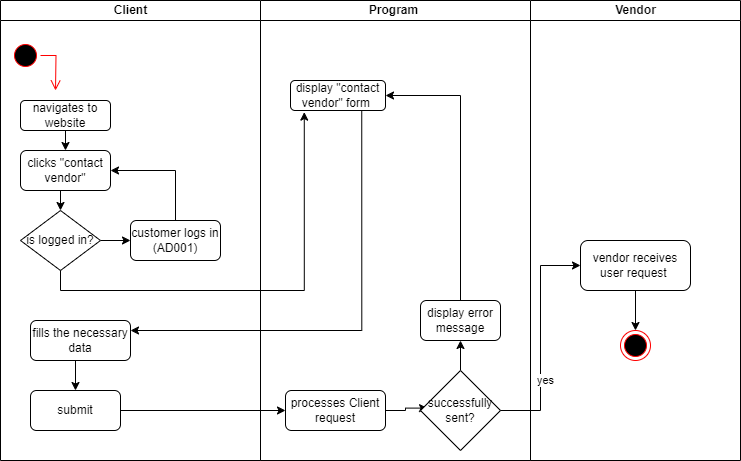 Client
Program
Vendor
navigates to
website
clicks "contact
vendor"
is logged in?
customer logs in
(AD001)
display "contact
vendor" form
fills the necessary
data
submit
processes Client
request
successfully
sent?
display error
message
yes
vendor receives
user request